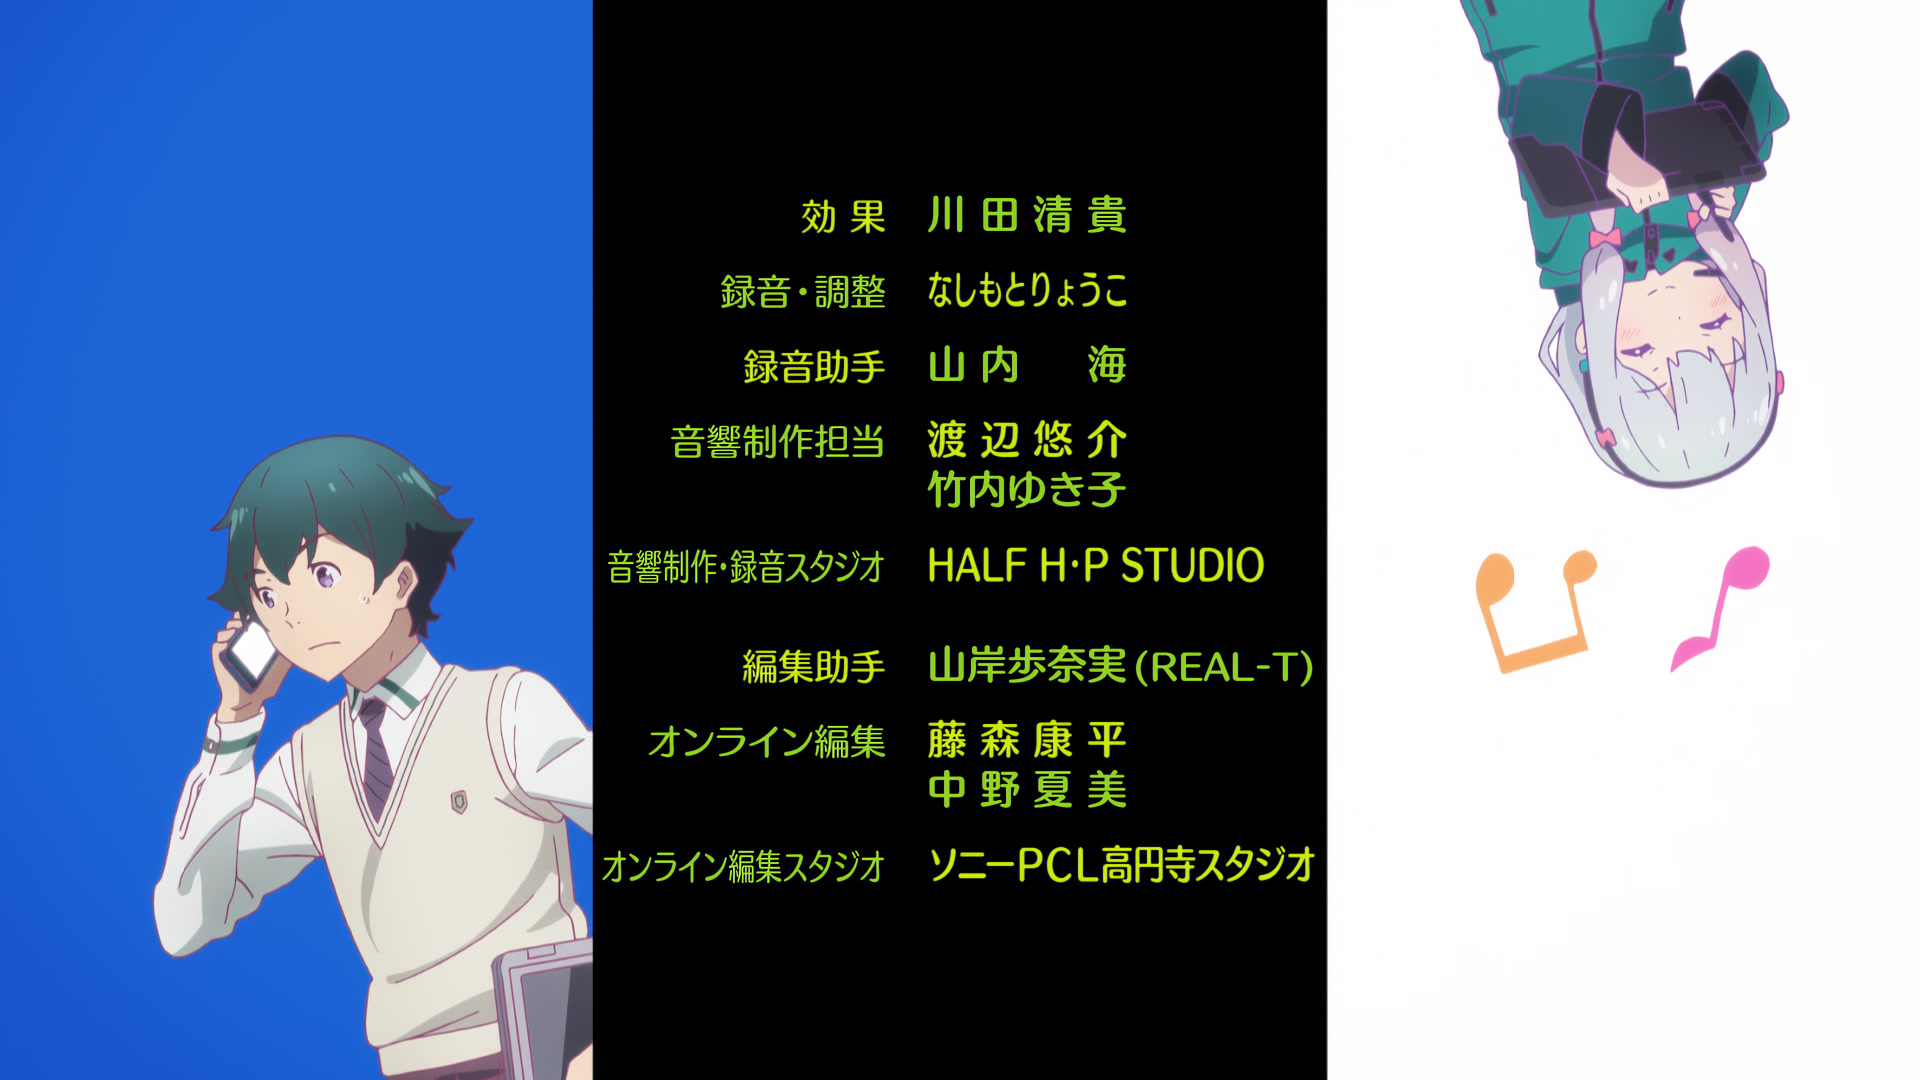 効果 川田清貴
録音・調整 なしもとりょうこ
録音助手 山内 海
音響制作担当 渡辺悠介
竹内ゆき子
音響制作・録音スタジオ HALF H・P STUDIO
編集助手 山岸歩奈実(REAL-T)
オンライン編集 藤森康平
中野夏美
オンライン編集スタジオ ソニーPCL高円寺スタジオ